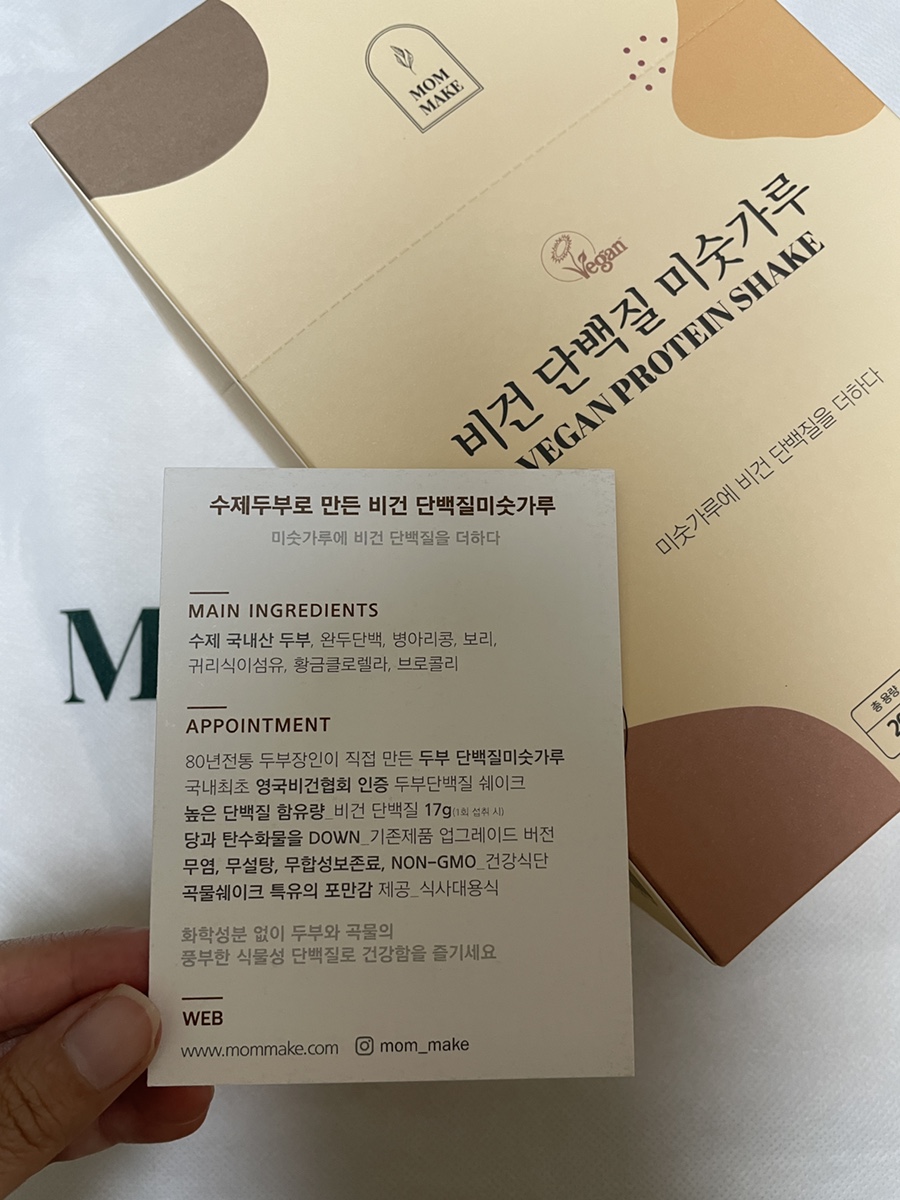 MOM
MAKE
Vegan
비건 단백질 미숫가루
VEGAN PROTEIN SHAKE
미숫가루에 비건 단백질을 더하다
총 용량
M
수제두부로 만든 비건 단백질미숫가루
미숫가루에 비건 단백질을 더하다
MAIN INGREDIENTS
수제 국내산 두부, 완두단백, 병아리콩, 보리,
귀리식이섬유, 황금클로렐라, 브로콜리
APPOINTMENT
80년전통 두부장인이 직접 만든 두부 단백질미숫가루
국내최초 영국비건협회 인증 두부단백질 쉐이크
높은 단백질 함유량_비건 단백질 17g(1회 섭취 시)
당과 탄수화물을 DOWN_기존제품 업그레이드 버전
무염, 무설탕, 무합성보존료, NON-GMO_건강식단
곡물쉐이크 특유의 포만감 제공_식사대용식
화학성분 없이 두부와 곡물의
풍부한 식물성 단백질로 건강함을 즐기세요
WEB
www.mommake.com mom_make